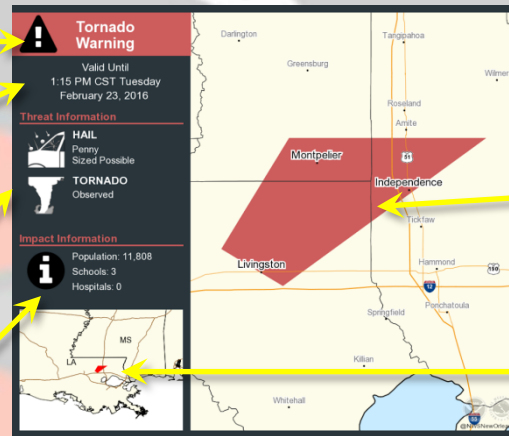 Tornado
Warning
Valid Until
1:15 PM CST Tuesday
February 23, 2016
Threat Information
HAIL
Penny
Sized Possible
TORNADO
Observed
Impact Information
Population: 11,808
Schools: 3
Hospitals: 0
MS
LA
Darlington
Tangipahoa
Greensburg
Roseland
Amite
51
Montpelier
Independence
Tickfaw
Livingston
Hammond
190
12
Springfield
Ponchatoula
Killian
Whitehall